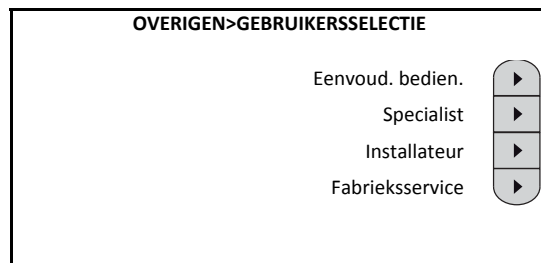 OVERIGEN>GEBRUIKERSSELECTIE
Eenvoud. bedien.
Specialist
Installateur
Fabrieksservice